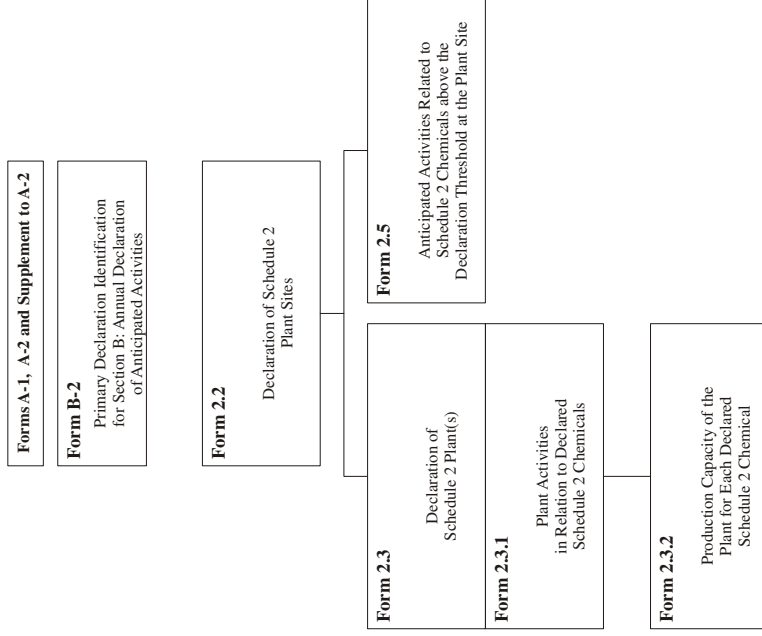 Forms A-1, A-2 and Supplement to A-2
Form B-2
Primary Declaration Identification
for Section B: Annual Declaration
of Anticipated Activities
Form 2.2
Declaration of Schedule 2
Plant Sites
Form 2.3
Declaration of
Schedule 2 Plant(s)
Form 2.3.1
Plant Activities
in Relation to Declared
Schedule 2 Chemicals
Form 2.3.2
Production Capacity of the
Plant for Each Declared
Schedule 2 Chemical
Form 2.5
Anticipated Activities Related to
Schedule 2 Chemicals above the
Declaration Threshold at the Plant Site